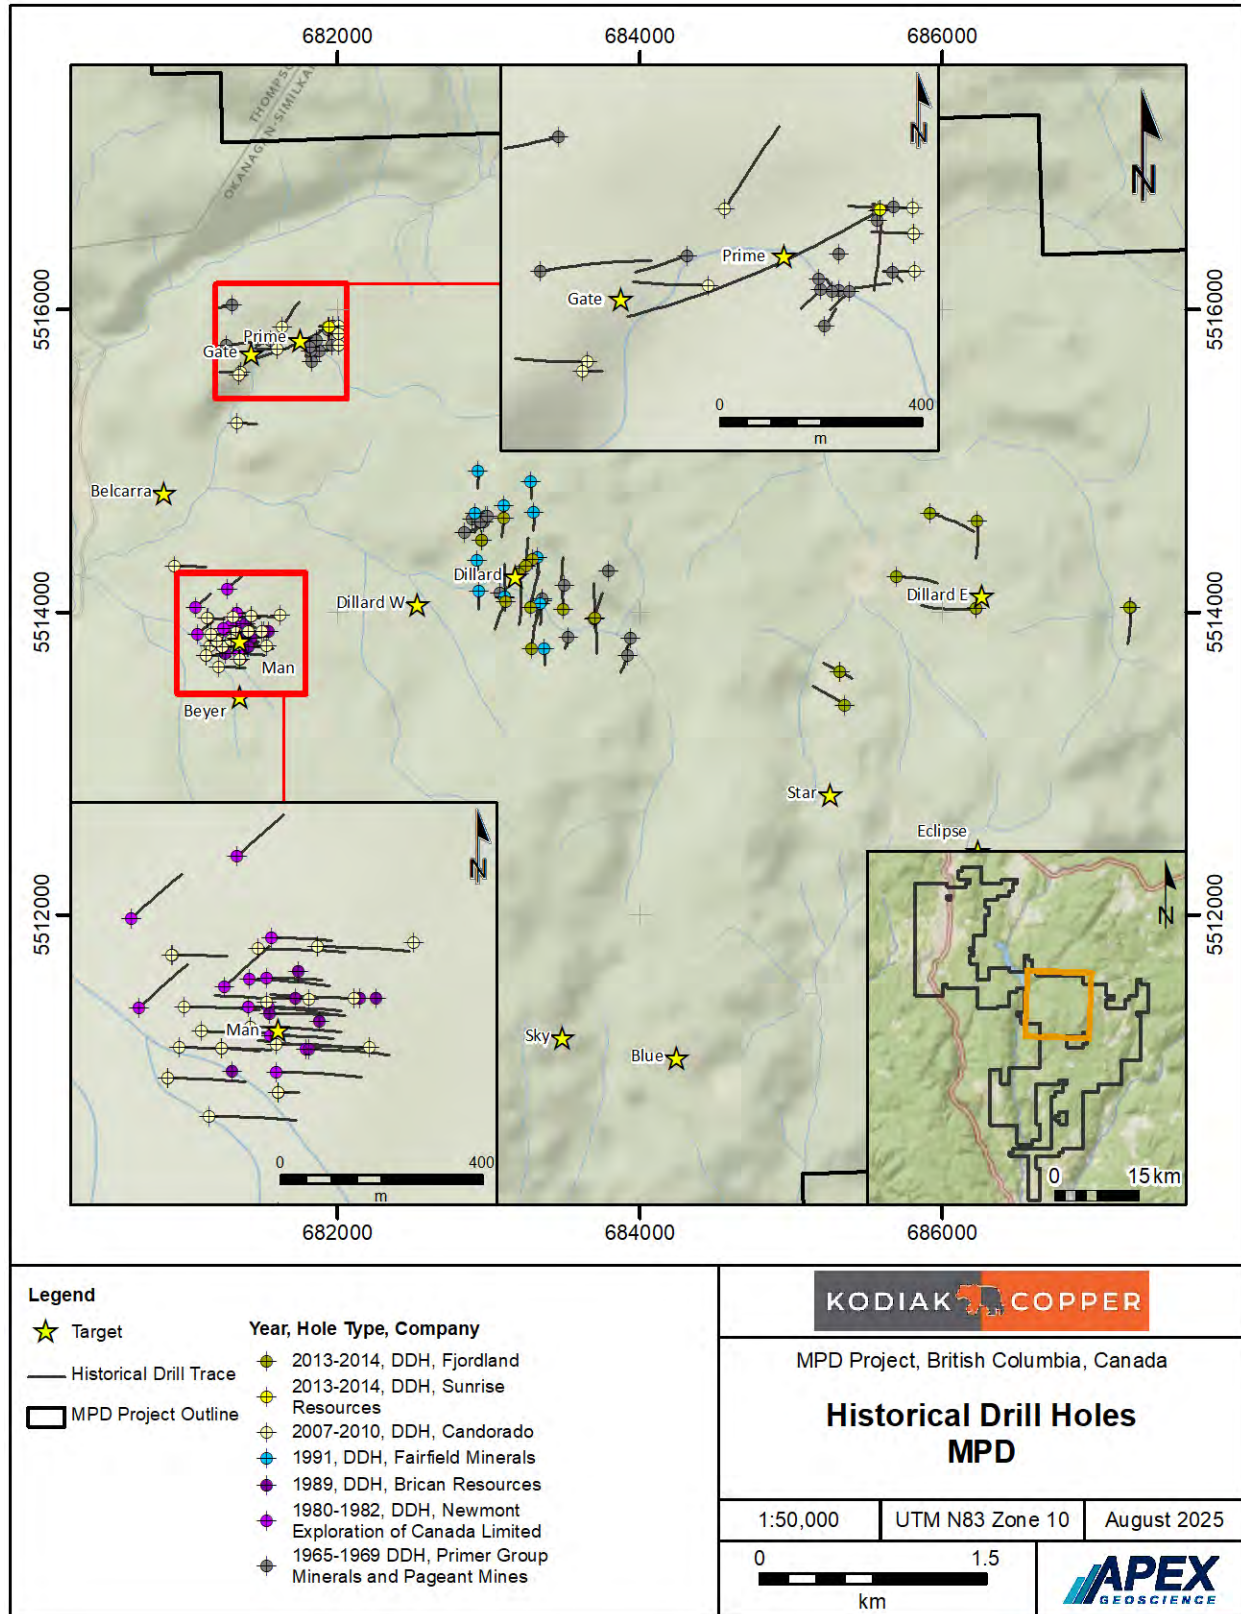 682000
684000
686000
THOMPS
OKANAGAN-SIMILKA
N
N
Prime
Gate
0
400
m
5516000
5516000
Prime
Gate
Belcarra
Dillard
Dillard W
Dillard E
5514000
5514000
Man
Beyer
Star
Eclipse
N
N
5512000
5512000
Man
Sky
Blue
0
400
m
0
15 km
682000
684000
686000
Legend
Target
Historical Drill Trace
MPD Project Outline
Year, Hole Type, Company
2013-2014, DDH, Fjordland
2013-2014, DDH, Sunrise
Resources
2007-2010, DDH, Candorado
1991, DDH, Fairfield Minerals
1989, DDH, Brican Resources
1980-1982, DDH, Newmont
Exploration of Canada Limited
1965-1969 DDH, Primer Group
Minerals and Pageant Mines
KODIAK COPPER
MPD Project, British Columbia, Canada
Historical Drill Holes
MPD
1:50,000
UTM N83 Zone 10
August 2025
0
1.5
km
APEX
GEOSCIENCE